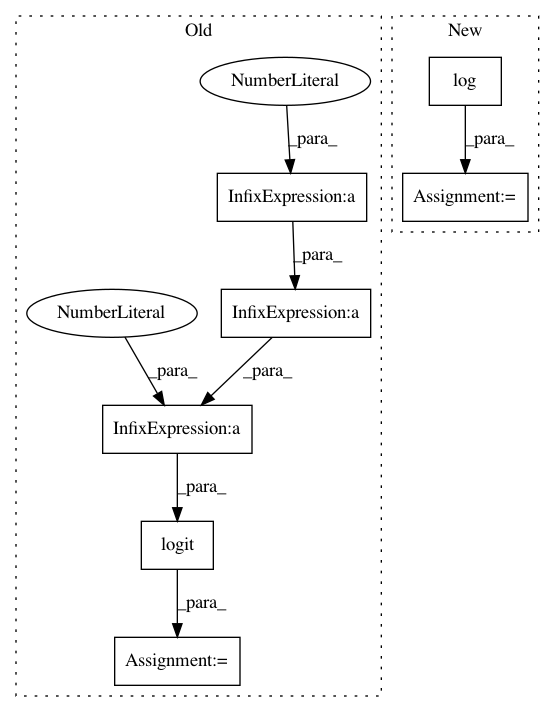 Old
New
NumberLiteral
log
_para_
_para_
InfixExpression:a
Assignment:=
_para_
NumberLiteral
InfixExpression:a
_para_
_para_
InfixExpression:a
_para_
logit
_para_
Assignment:=